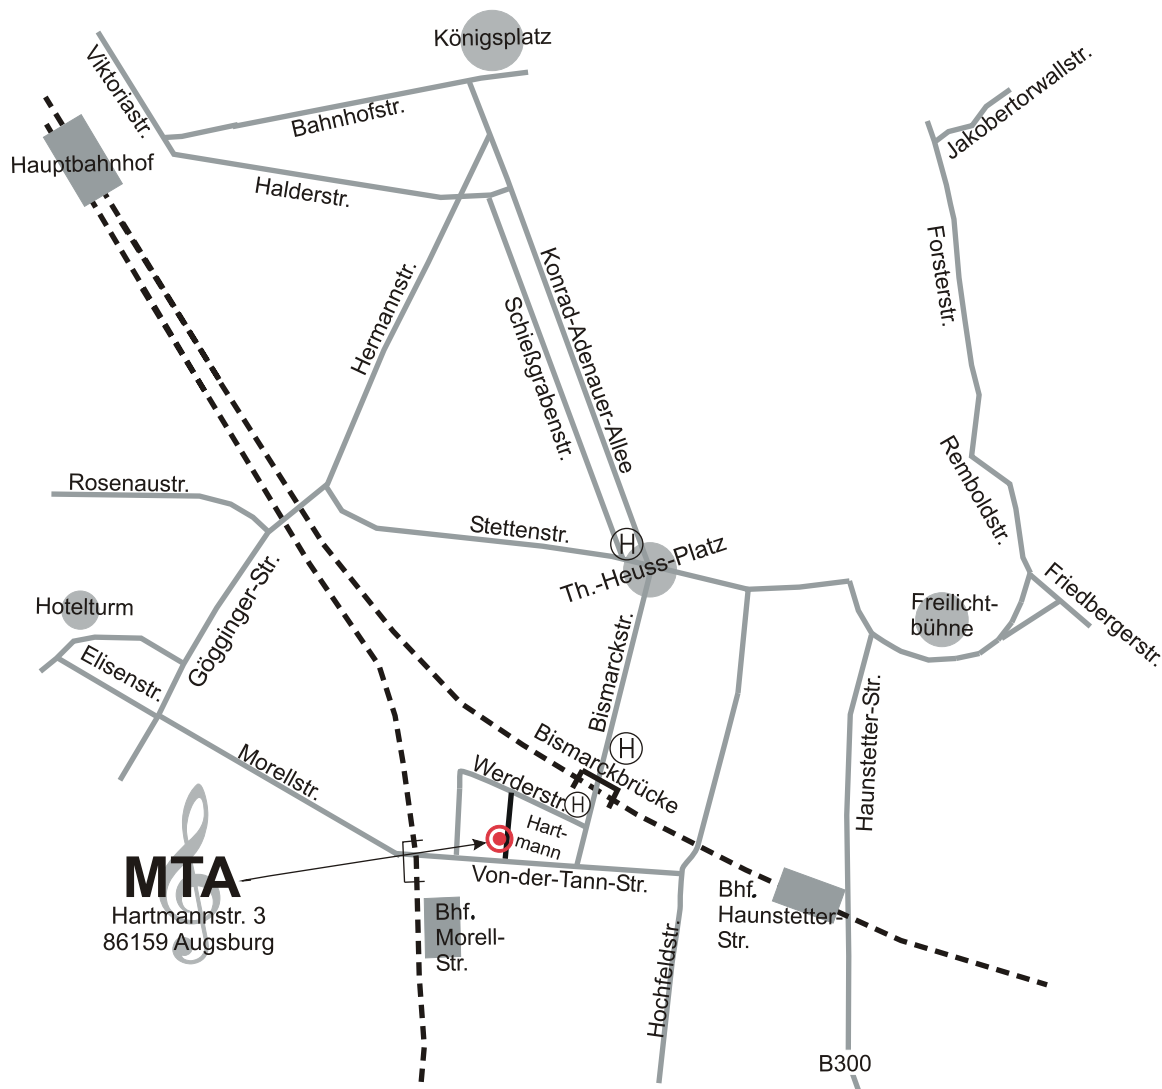 Königsplatz
Viktoriastr.
Bahnhofstr.
Jakobertorwallstr.
Hauptbahnhof
Halderstr.
Forsterstr.
Konrad-Adenauer-Allee
Hermannstr.
Schießgrabenstr.
Remboldstr.
Rosenaustr.
Stettenstr.
H
Th.-Heuss-Platz
Friedbergerstr.
Freilicht-
bühne
Hotelturm
Gögginger-Str.
Elisenstr.
Bismarckstr.
Haunstetter-Str.
H
Bismarckbrücke
Morellstr.
Werderstr.
H
Hart-
mann
MTA
Hartmannstr. 3
86159 Augsburg
Von-der-Tann-Str.
Bhf.
Haunstetter-
Str.
Bhf.
Morell-
Str.
Hochfeldstr.
B300